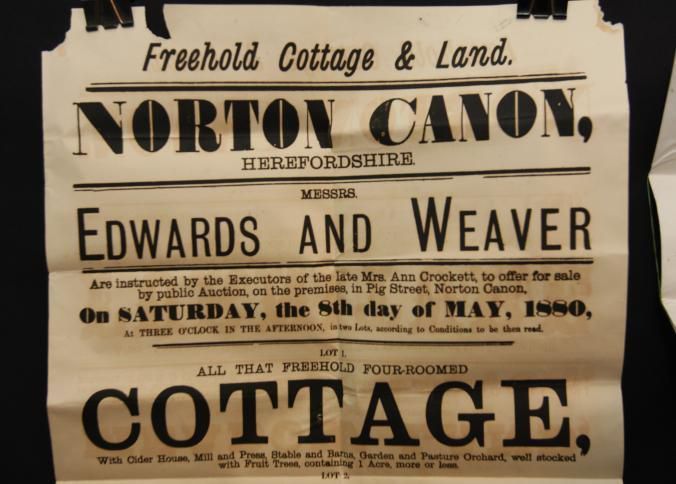 Freehold Cottage & Land.
NORTON CANON,
HEREFORDSHIRE.
MESSRS.
EDWARDS AND WEAVER
Are instructed by the Executors of the late Mrs. Ann Crockett, to offer for sale
by public Auction, on the premises, in Pig Street, Norton Canon,
On SATURDAY, the 8th day of MAY, 1880,
At THREE O'CLOCK IN THE AFTERNOON, in two Lots, according to Conditions to be then read.
LOT 1.
ALL THAT FREEHOLD FOUR-ROOMED
COTTAGE,
With Cider House, Mill and Press, Stable and Barns, Garden and Pasture Orchard, well stocked
with Fruit Trees, containing 1 Acre, more or less.
LOT 2.